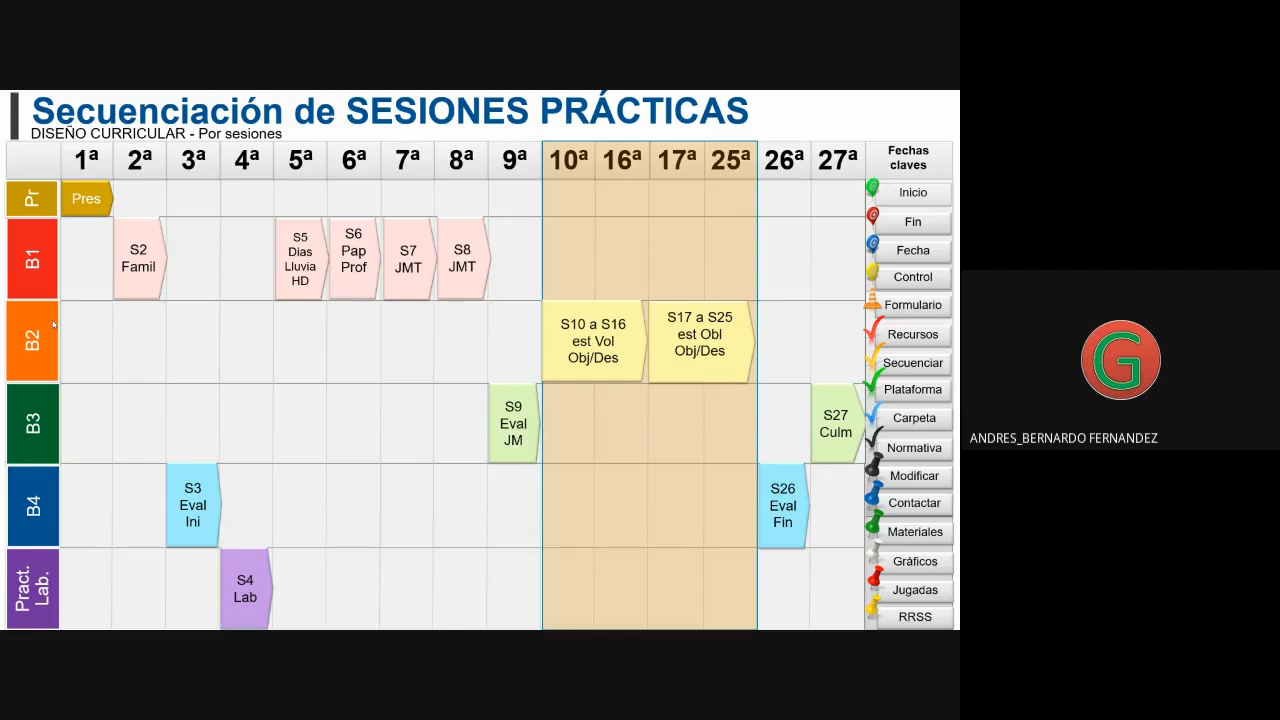 Secuenciación de SESIONES PRÁCTICAS
DISEÑO CURRICULAR - Por sesiones
1ª 2ª 3ª 4ª 5ª 6ª 7ª 8ª 9ª 10ª 16ª 17ª 25ª 26ª 27ª
Fechas
claves
Pr
Pres
B1
S2
Famil
S5
Dias
Lluvia
HD
S6
Pap
Prof
S7
JMT
S8
JMT
B2
S10 a S16
est Vol
Obj/Des
S17 a S25
est Obl
Obj/Des
B3
S9
Eval
JM
S27
Culm
B4
S3
Eval
Ini
S26
Eval
Fin
Pract.
Lab.
S4
Lab
Inicio
Fin
Fecha
Control
Formulario
Recursos
Secuenciar
Plataforma
Carpeta
Normativa
Modificar
Contactar
Materiales
Gráficos
Jugadas
RRSS
G
ANDRES_BERNARDO FERNANDEZ